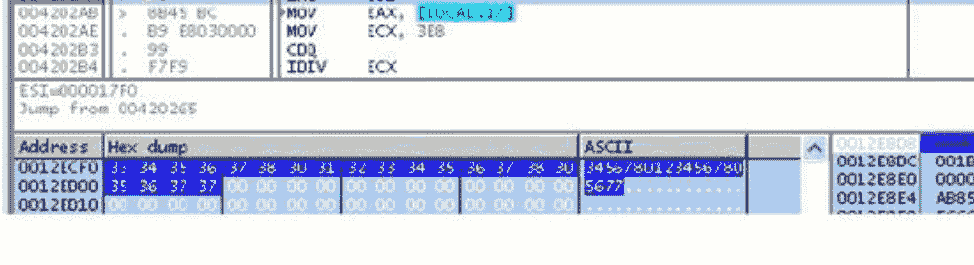 004202AB > 8B45 BC MOV EAX, [LOCAL.17]
004202AE . B9 E8030000 MOV ECX, 3E8
004202B3 . 99 CDQ
004202B4 . F7F9 IDIV ECX
ESI=000017F0
Jump from 00420265
Address Hex dump ASCII
0012ECF0 33 34 35 36 37 38 30 31 32 33 34 35 36 37 38 30 3456780123456780
0012ED00 35 36 37 37 00 00 00 00 00 00 00 00 00 00 00 00 5677............
0012ED10 00 00 00 00 00 00 00 00 00 00 00 00 00 00 00 00 ................
0012E8D8
0012E8DC 001B
0012E8E0 0000
0012E8E4 AB85